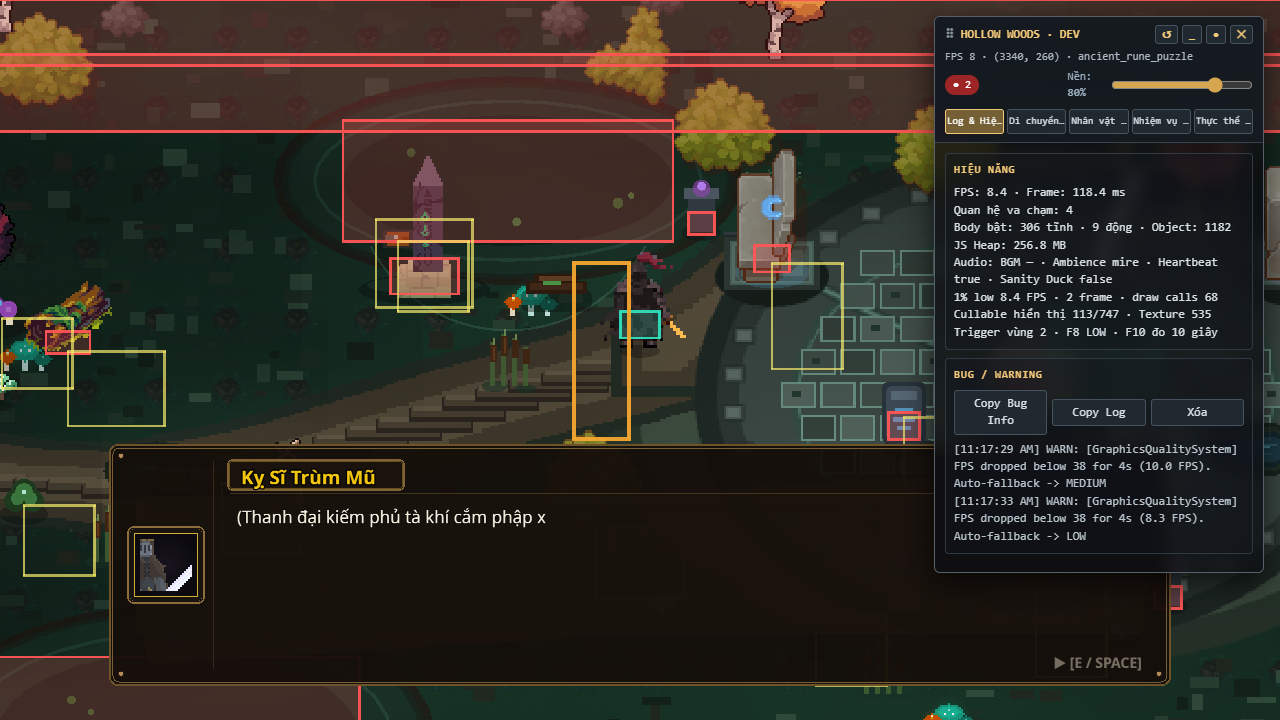 HOLLOW WOODS · DEV
FPS 8 · (3340, 260) · ancient_rune_puzzle
2
Nền: 80%
Log & Hiệ…
Di chuyển…
Nhân vật …
Nhiệm vụ …
Thực thể …
HIỆU NĂNG
FPS: 8.4 · Frame: 118.4 ms
Quan hệ va chạm: 4
Body bật: 306 tĩnh · 9 động · Object: 1182
JS Heap: 256.8 MB
Audio: BGM — · Ambience mire · Heartbeat
true · Sanity Duck false
1% low 8.4 FPS · 2 frame · draw calls 68
Cullable hiển thị 113/747 · Texture 535
Trigger vùng 2 · F8 LOW · F10 đo 10 giây
BUG / WARNING
Copy Bug Info
Copy Log
Xóa
[11:17:29 AM] WARN: [GraphicsQualitySystem]
FPS dropped below 38 for 4s (10.0 FPS).
Auto-fallback -> MEDIUM
[11:17:33 AM] WARN: [GraphicsQualitySystem]
FPS dropped below 38 for 4s (8.3 FPS).
Auto-fallback -> LOW
Kỵ Sĩ Trùm Mũ
(Thanh đại kiếm phủ tà khí cắm phập x
▶ [E / SPACE]